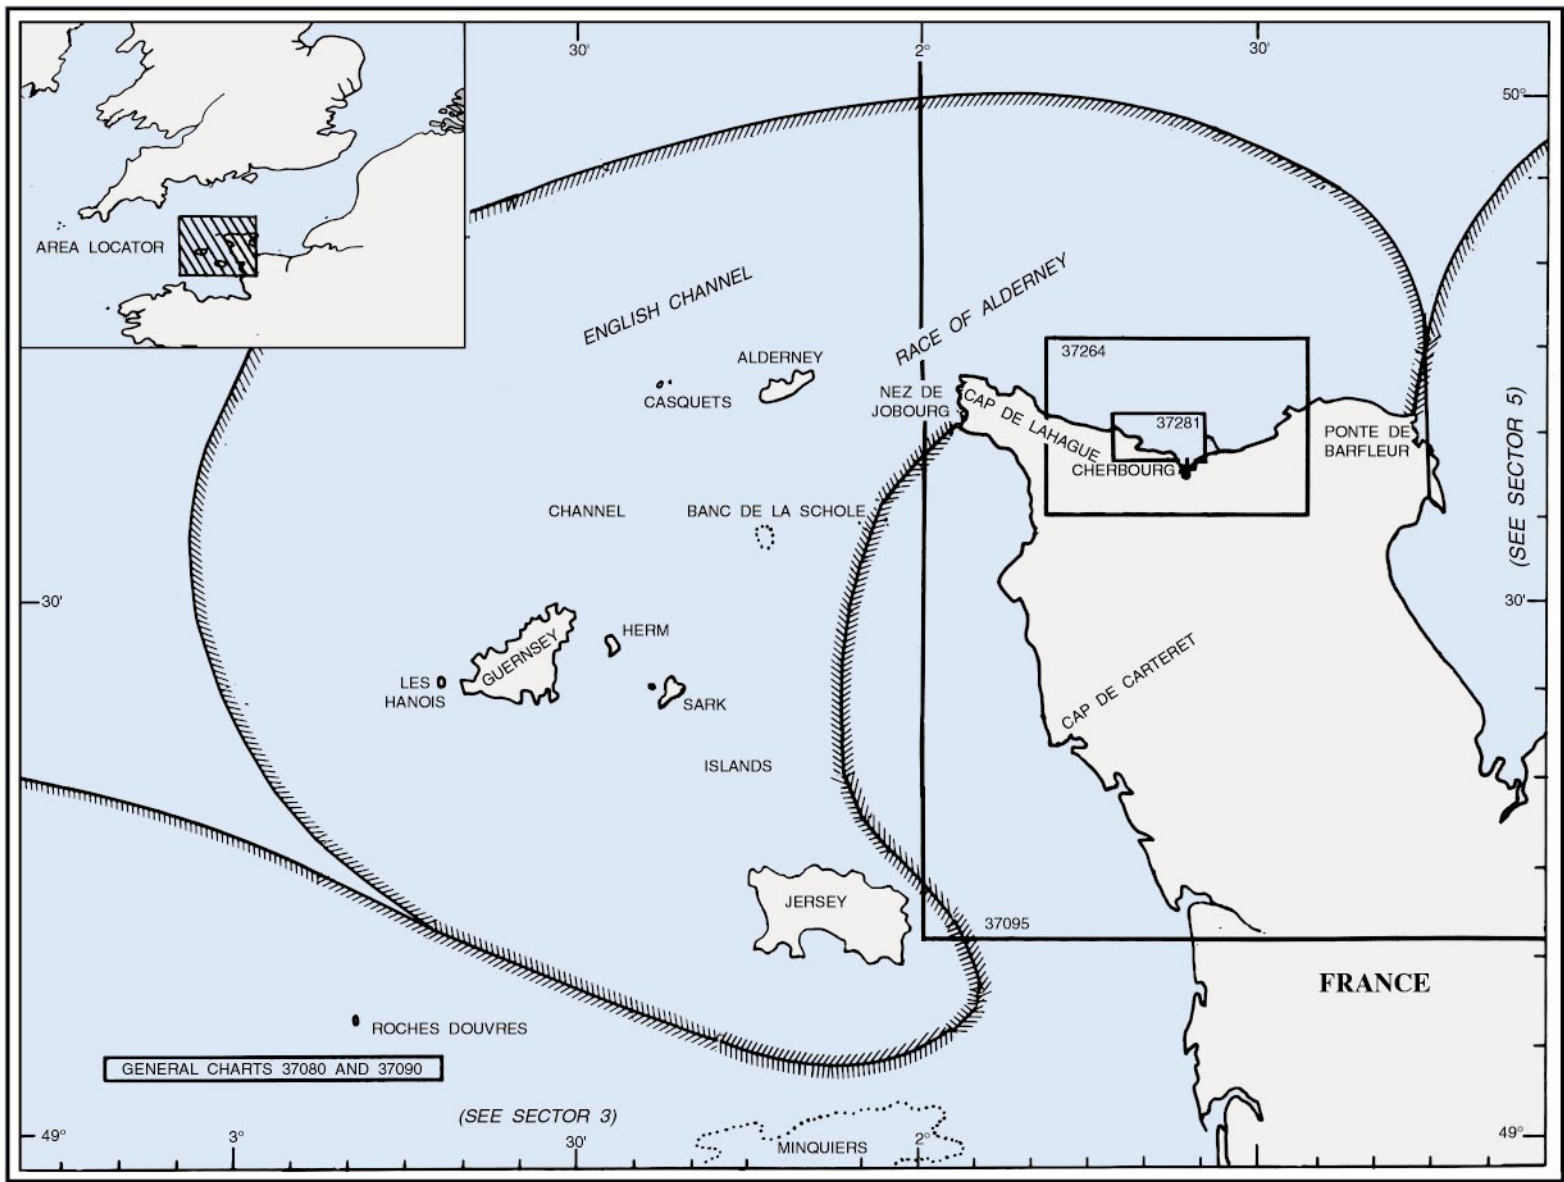 30'
2°
30'
50°
AREA LOCATOR
ENGLISH CHANNEL
RACE OF ALDERNEY
ALDERNEY
CASQUETS
NEZ DE
JOBOURG
CAP DE LAHAGUE
37264
37281
CHERBOURG
PONTE DE
BARFLEUR
(SEE SECTOR 5)
CHANNEL
BANC DE LA SCHOLE
30'
30'
HERM
GUERNSEY
LES
HANOIS
SARK
CAP DE CARTERET
ISLANDS
JERSEY
37095
FRANCE
ROCHES DOUVRES
GENERAL CHARTS 37080 AND 37090
(SEE SECTOR 3)
MINQUIERS
49°
3°
30'
2°
49°